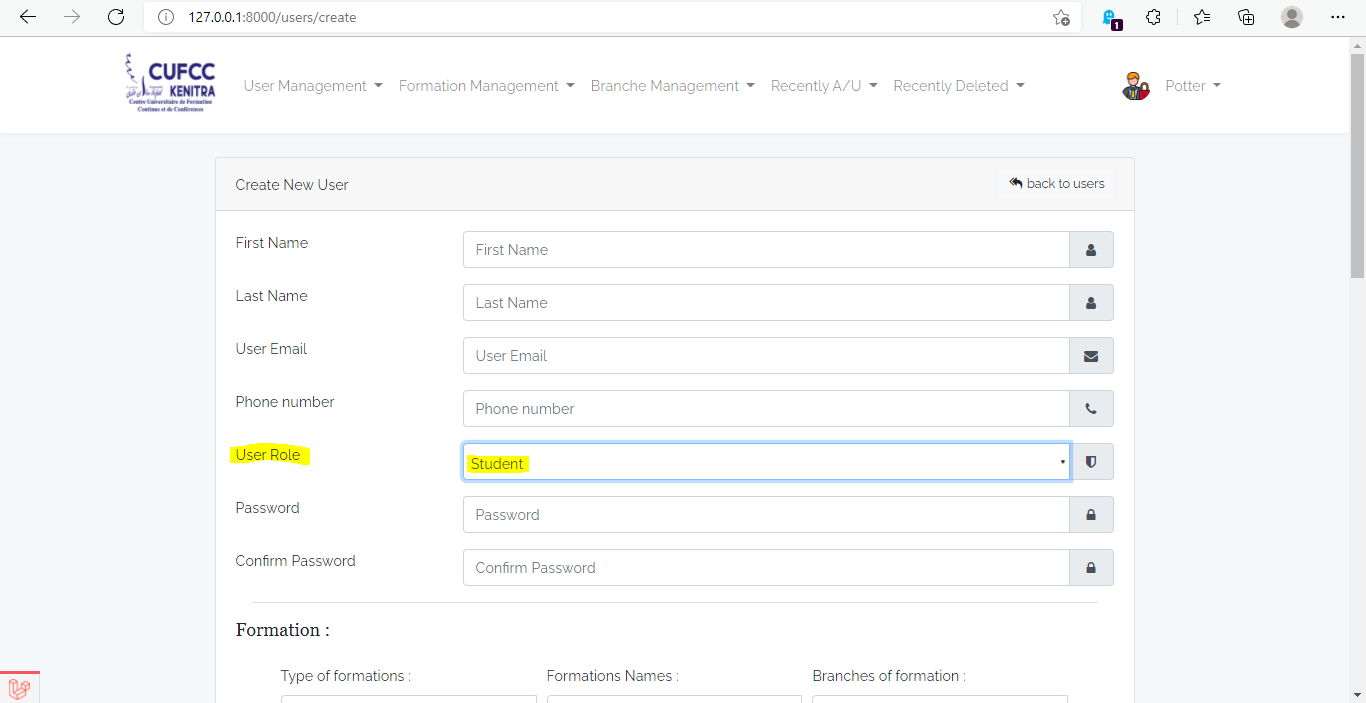 127.0.0.1:8000/users/create
1
CUFCC
KENITRA
Centre Universitaire de Formation
Continue et de Conférences
User Management
Formation Management
Branche Management
Recently A/U
Recently Deleted
Potter
Create New User
back to users
First Name
First Name
Last Name
Last Name
User Email
User Email
Phone number
Phone number
User Role
Student
Password
Password
Confirm Password
Confirm Password
Formation :
Type of formations :
Formations Names :
Branches of formation :